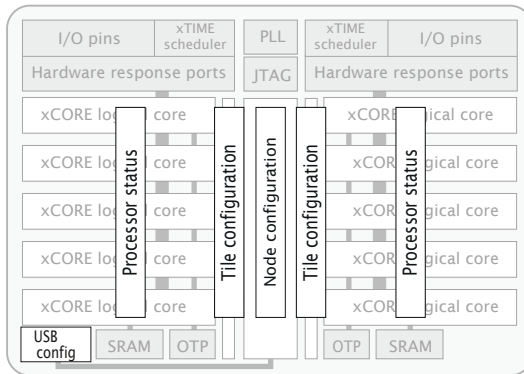 I/O pins
xTIME
scheduler
PLL
xTIME
scheduler
I/O pins
Hardware response ports
JTAG
Hardware response ports
xCORE lo l core
xCORE lo l core
xCORE lo l core
xCORE lo l core
xCORE lo l core
Processor status
Tile configuration
Node configuration
Tile configuration
Processor status
xCOR gical core
xCOR gical core
xCOR gical core
xCOR gical core
xCOR gical core
USB
config
SRAM
OTP
OTP
SRAM